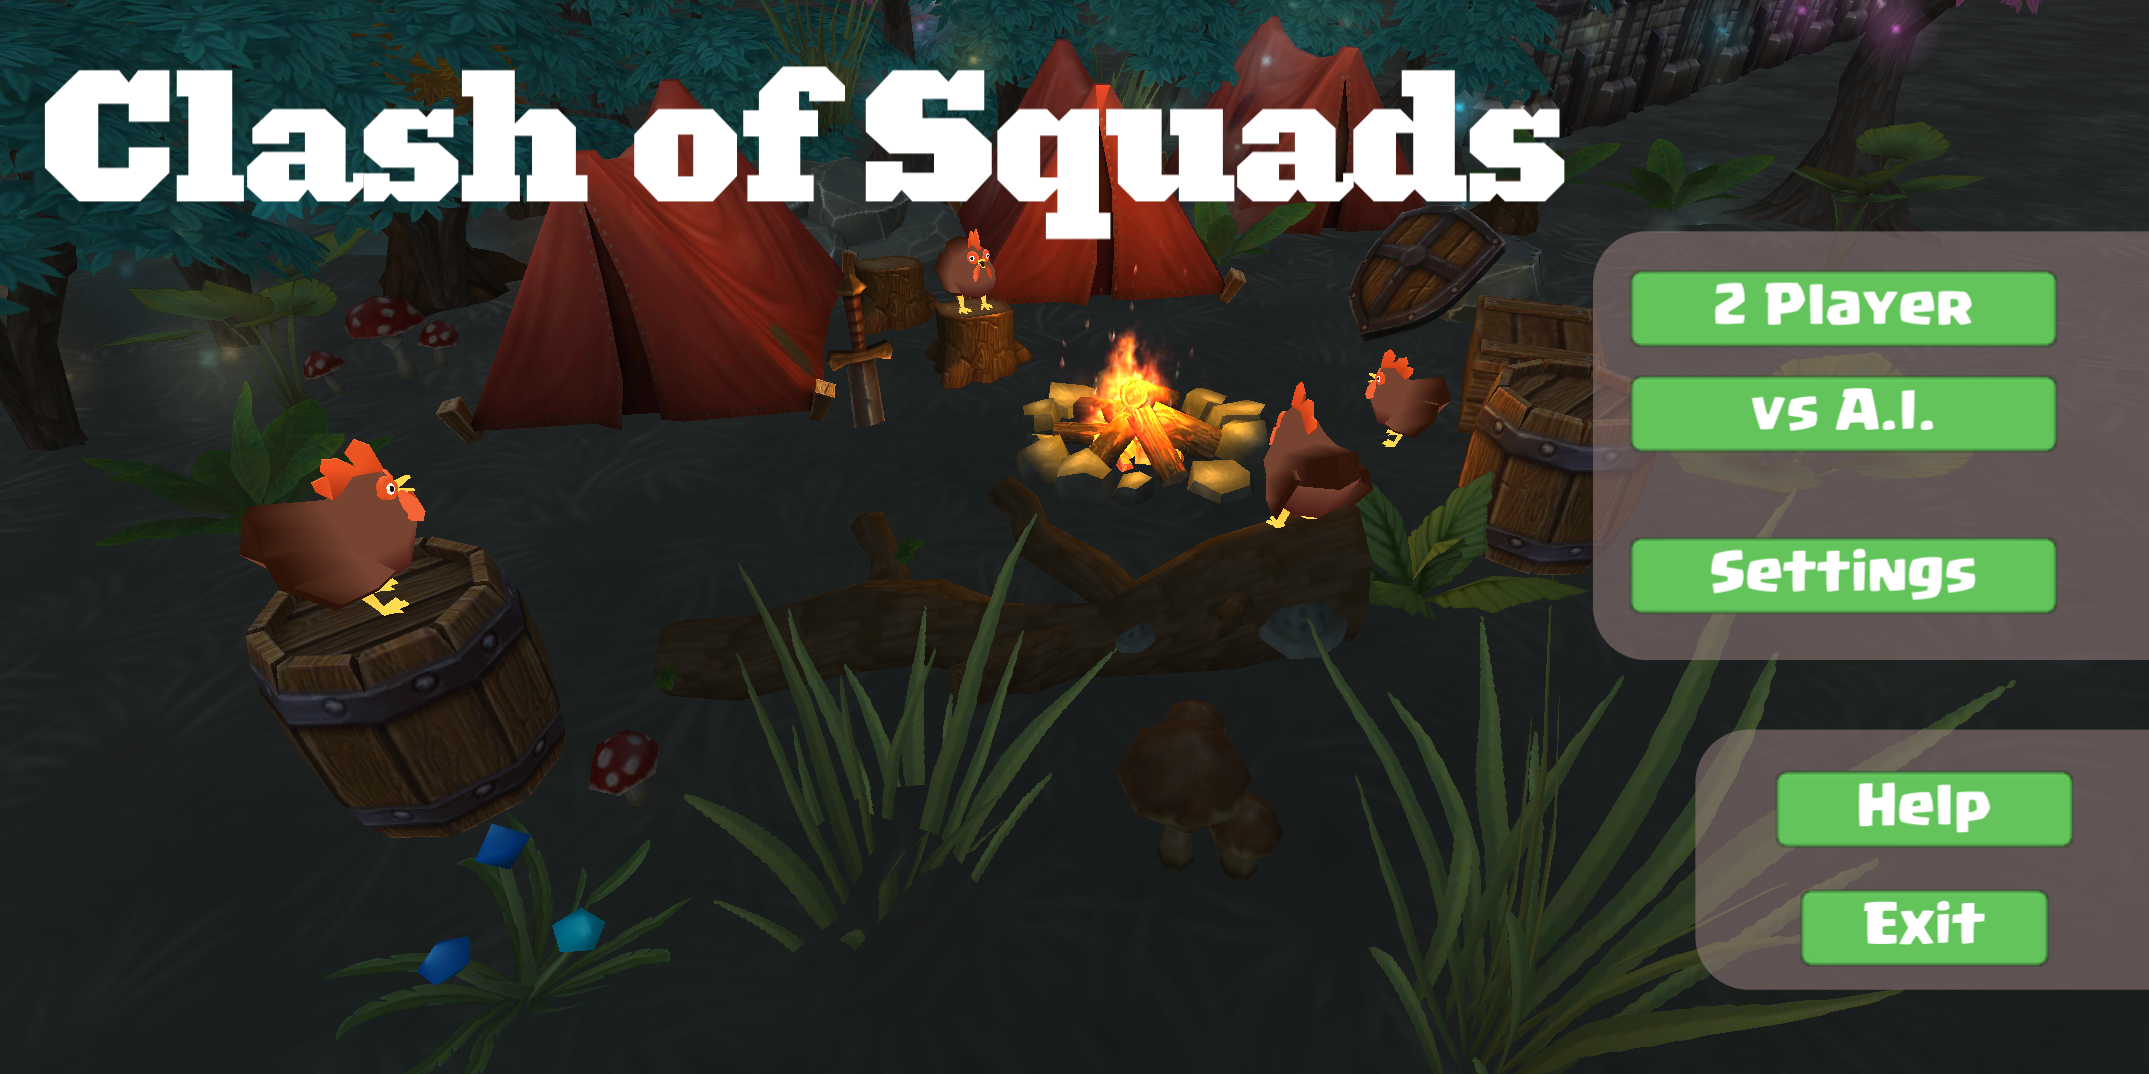 Clash of Squads
2 Player
vs A.I.
Settings
Help
Exit